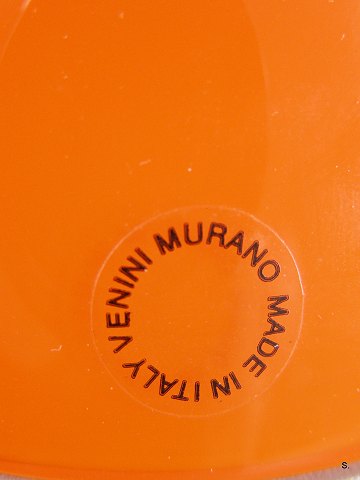 VENINI MURANO MADE IN ITALY
S.